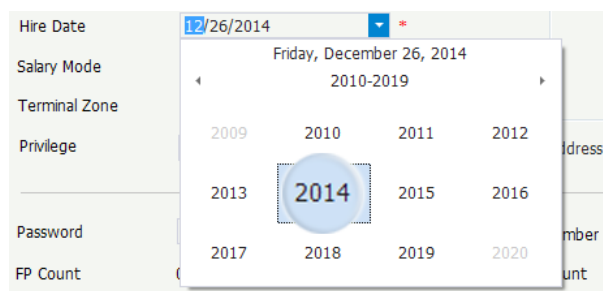 Hire Date 12/26/2014 *
Friday, December 26, 2014
Salary Mode
2010-2019
Terminal Zone
2009 2010 2011 2012
Privilege ddress
2013 2014 2015 2016
Password mber
2017 2018 2019 2020
FP Count unt